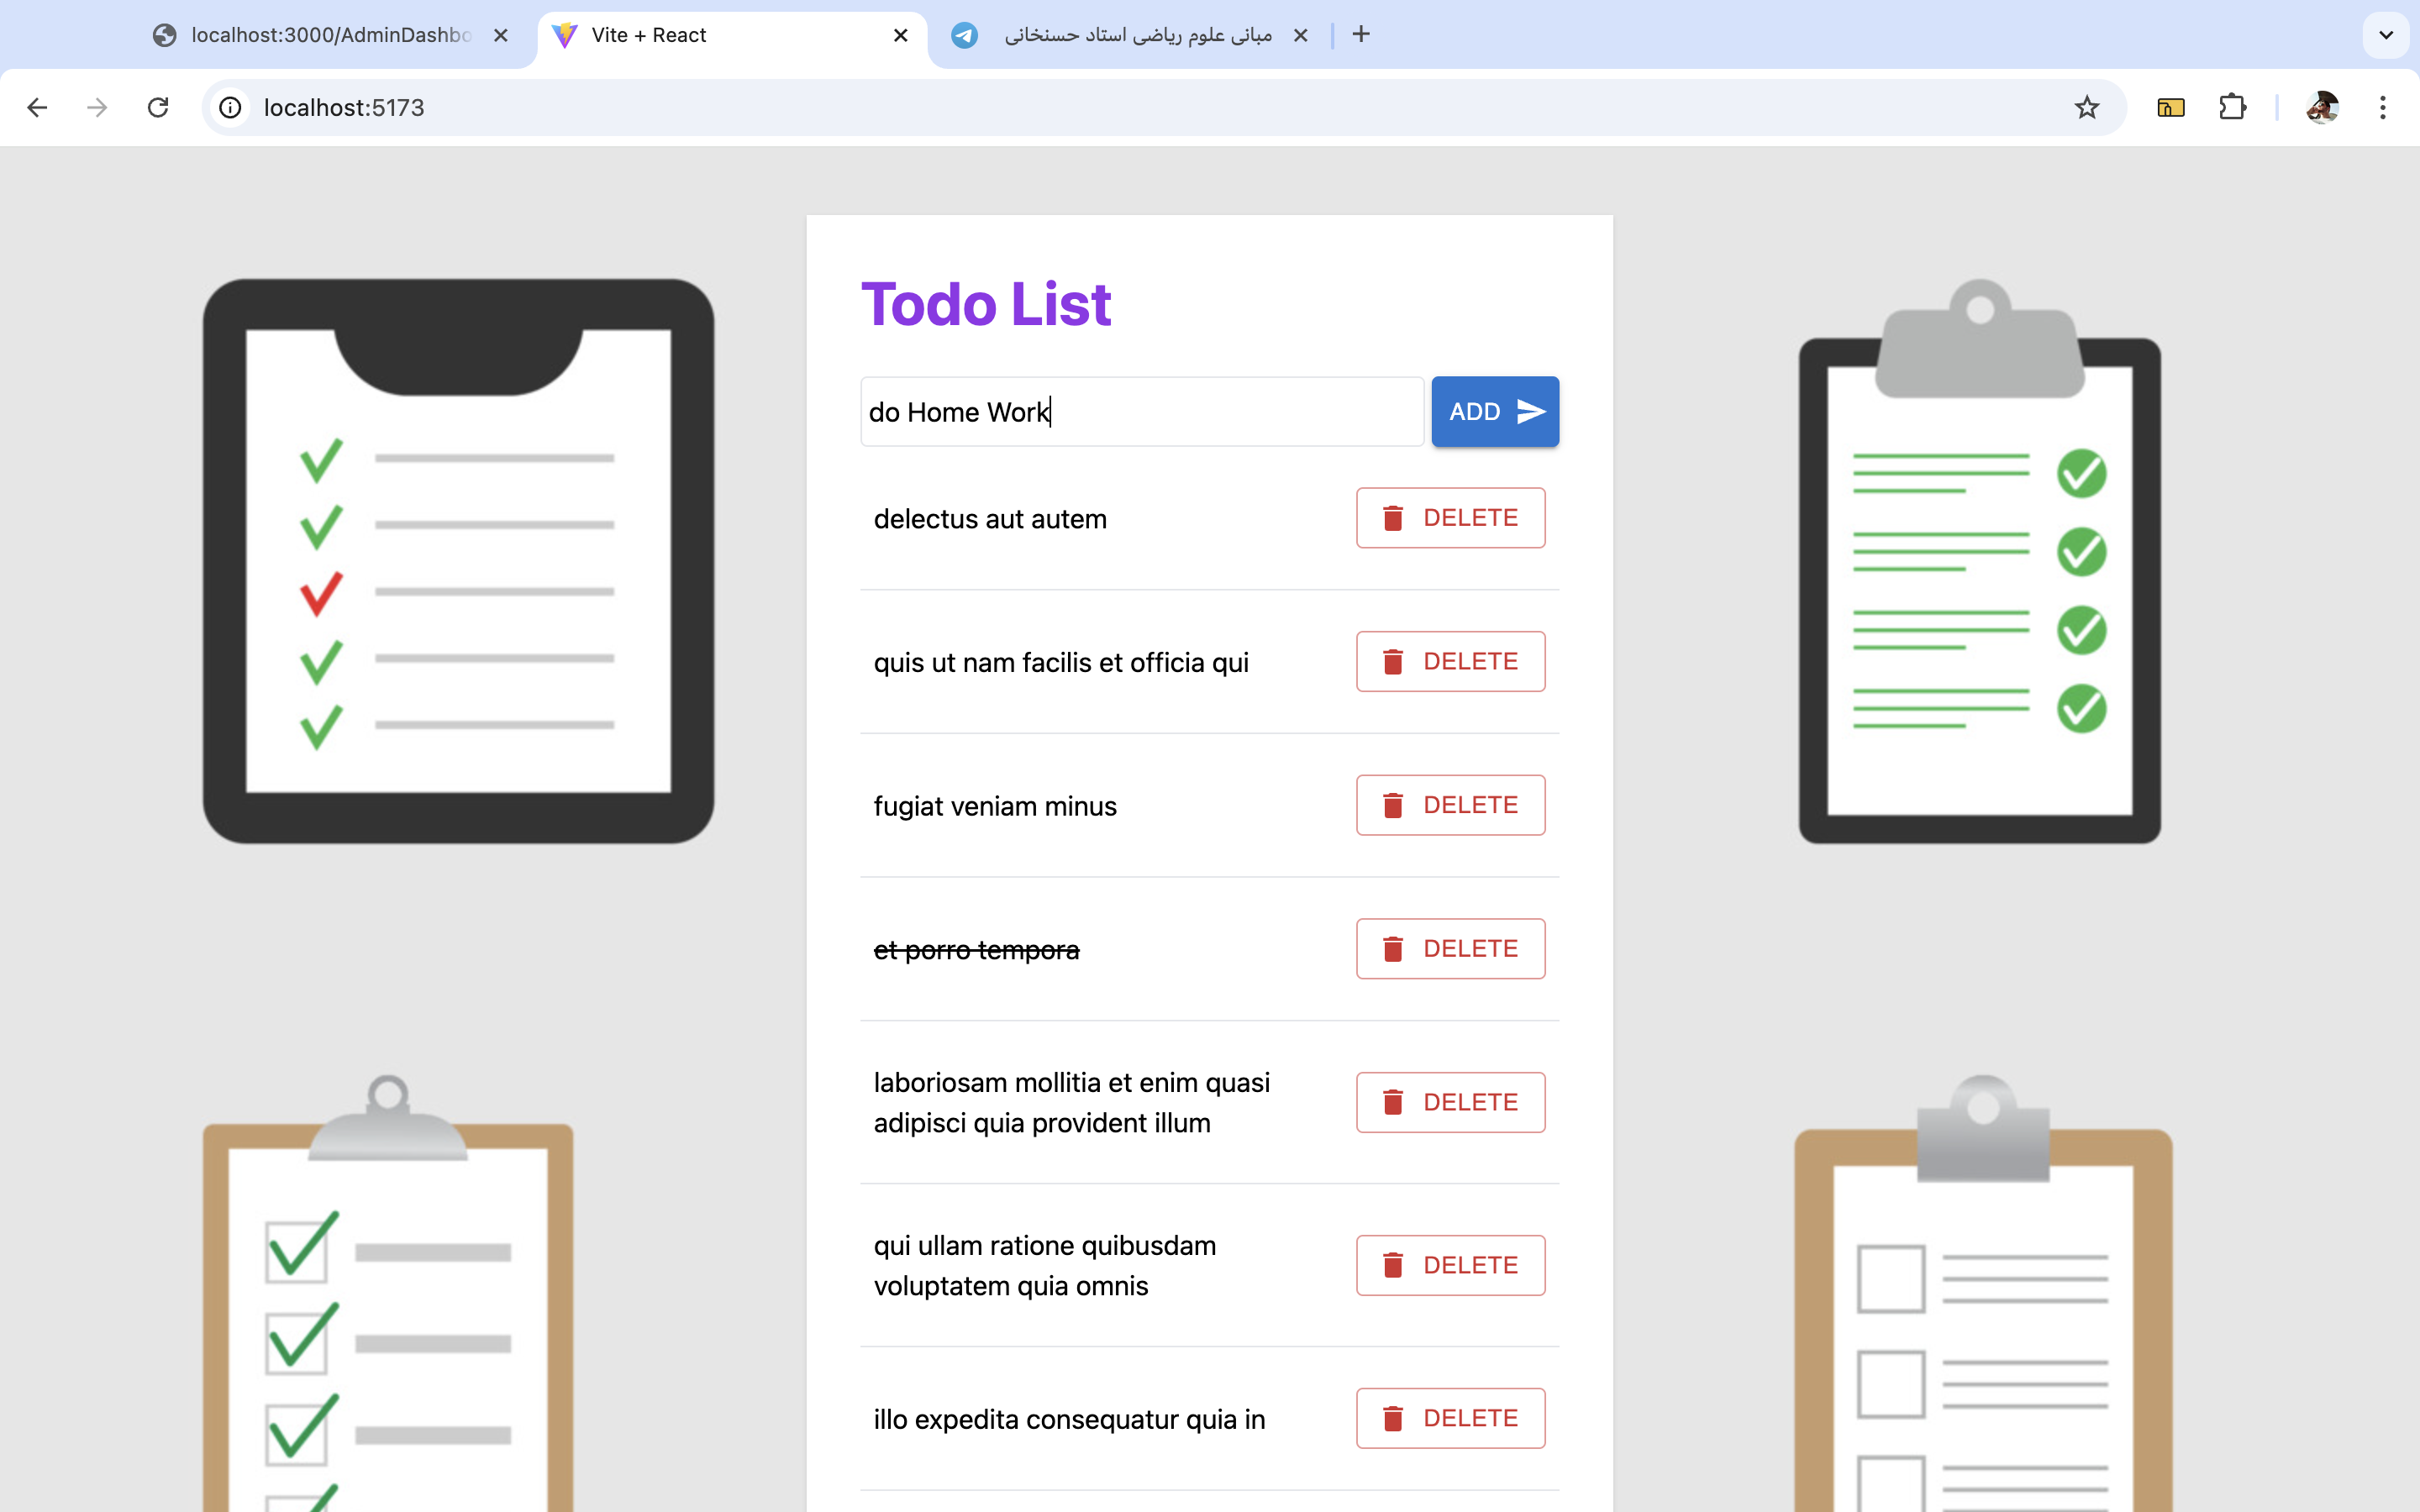 localhost:3000/AdminDashbo
Vite + React
مبانی علوم ریاضی استاد حسنخانی
localhost:5173
Todo List
do Home Work
ADD
delectus aut autem
DELETE
quis ut nam facilis et officia qui
DELETE
fugiat veniam minus
DELETE
et porro tempora
DELETE
laboriosam mollitia et enim quasi
adipisci quia provident illum
DELETE
qui ullam ratione quibusdam
voluptatem quia omnis
DELETE
illo expedita consequatur quia in
DELETE